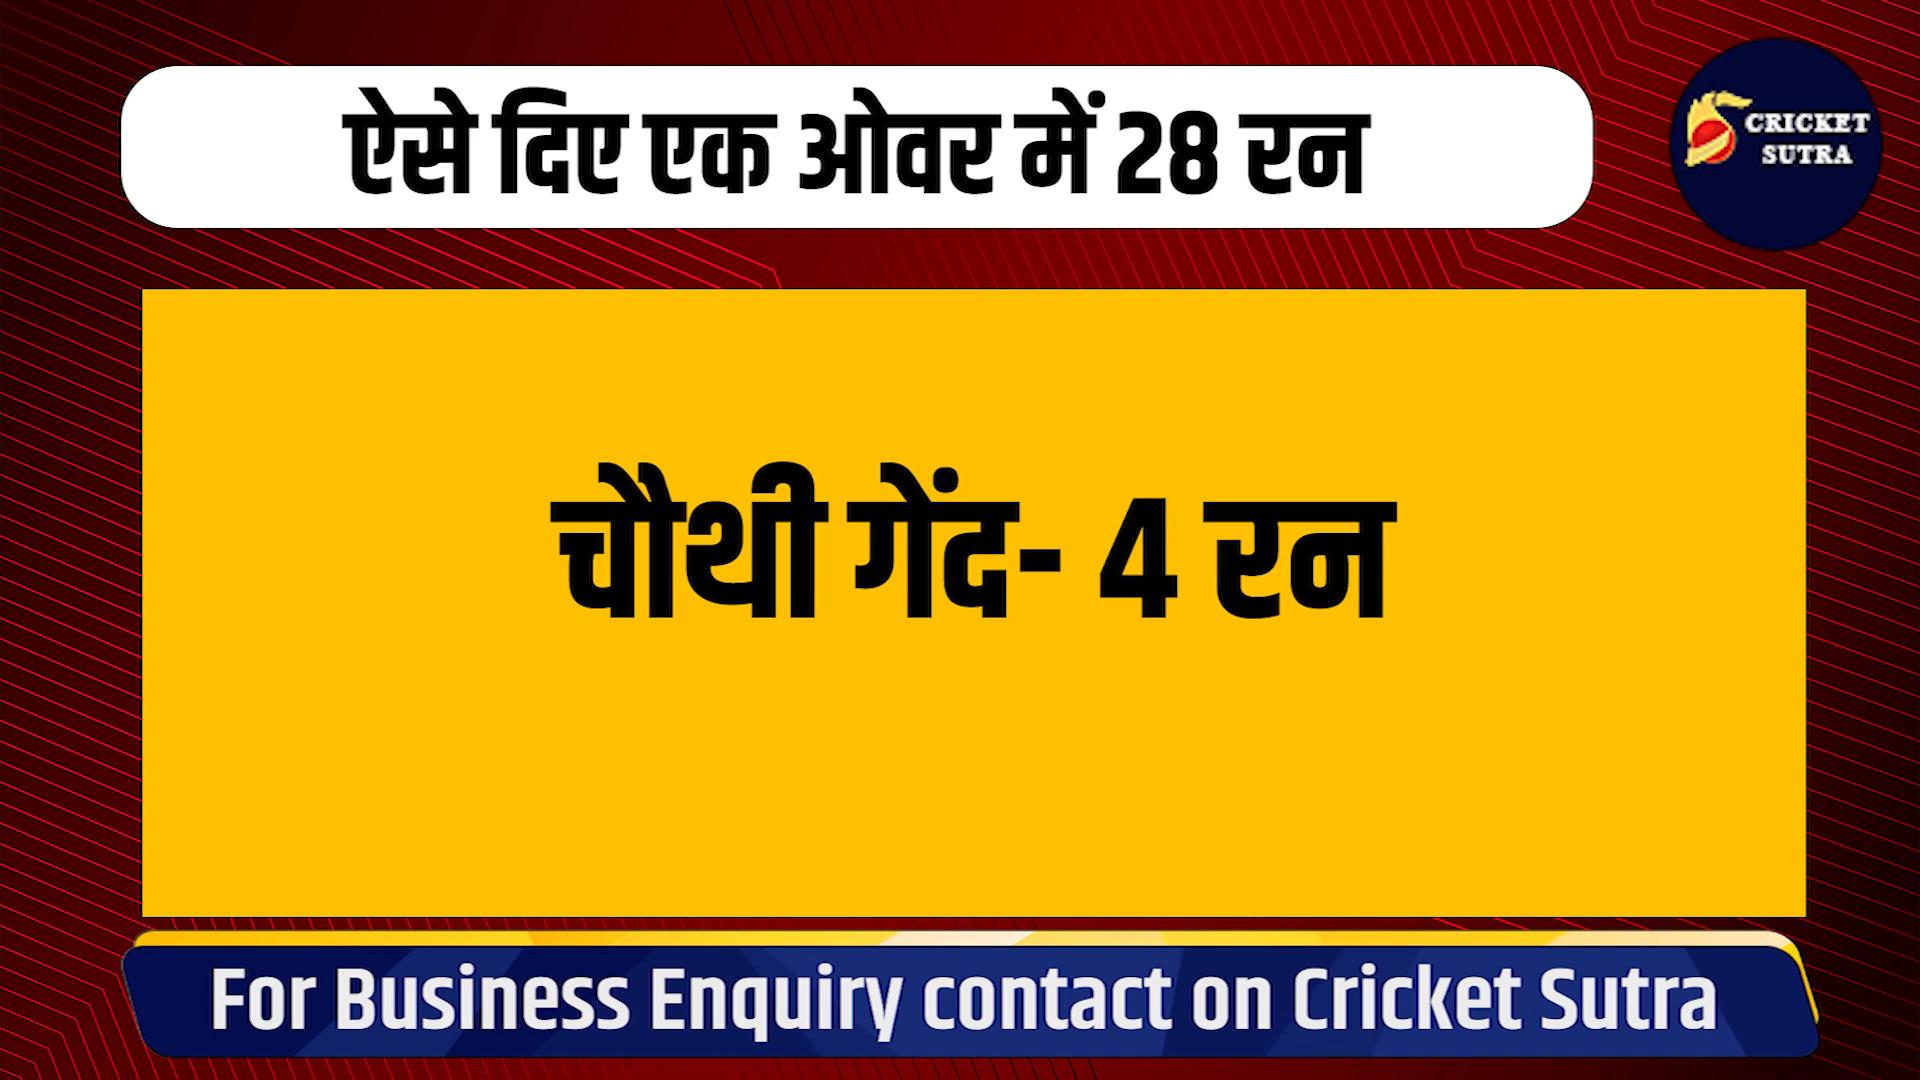 ऐसे दिए एक ओवर में 28 रन
CRICKET
SUTRA
चौथी गेंद- 4 रन
For Business Enquiry contact on Cricket Sutra